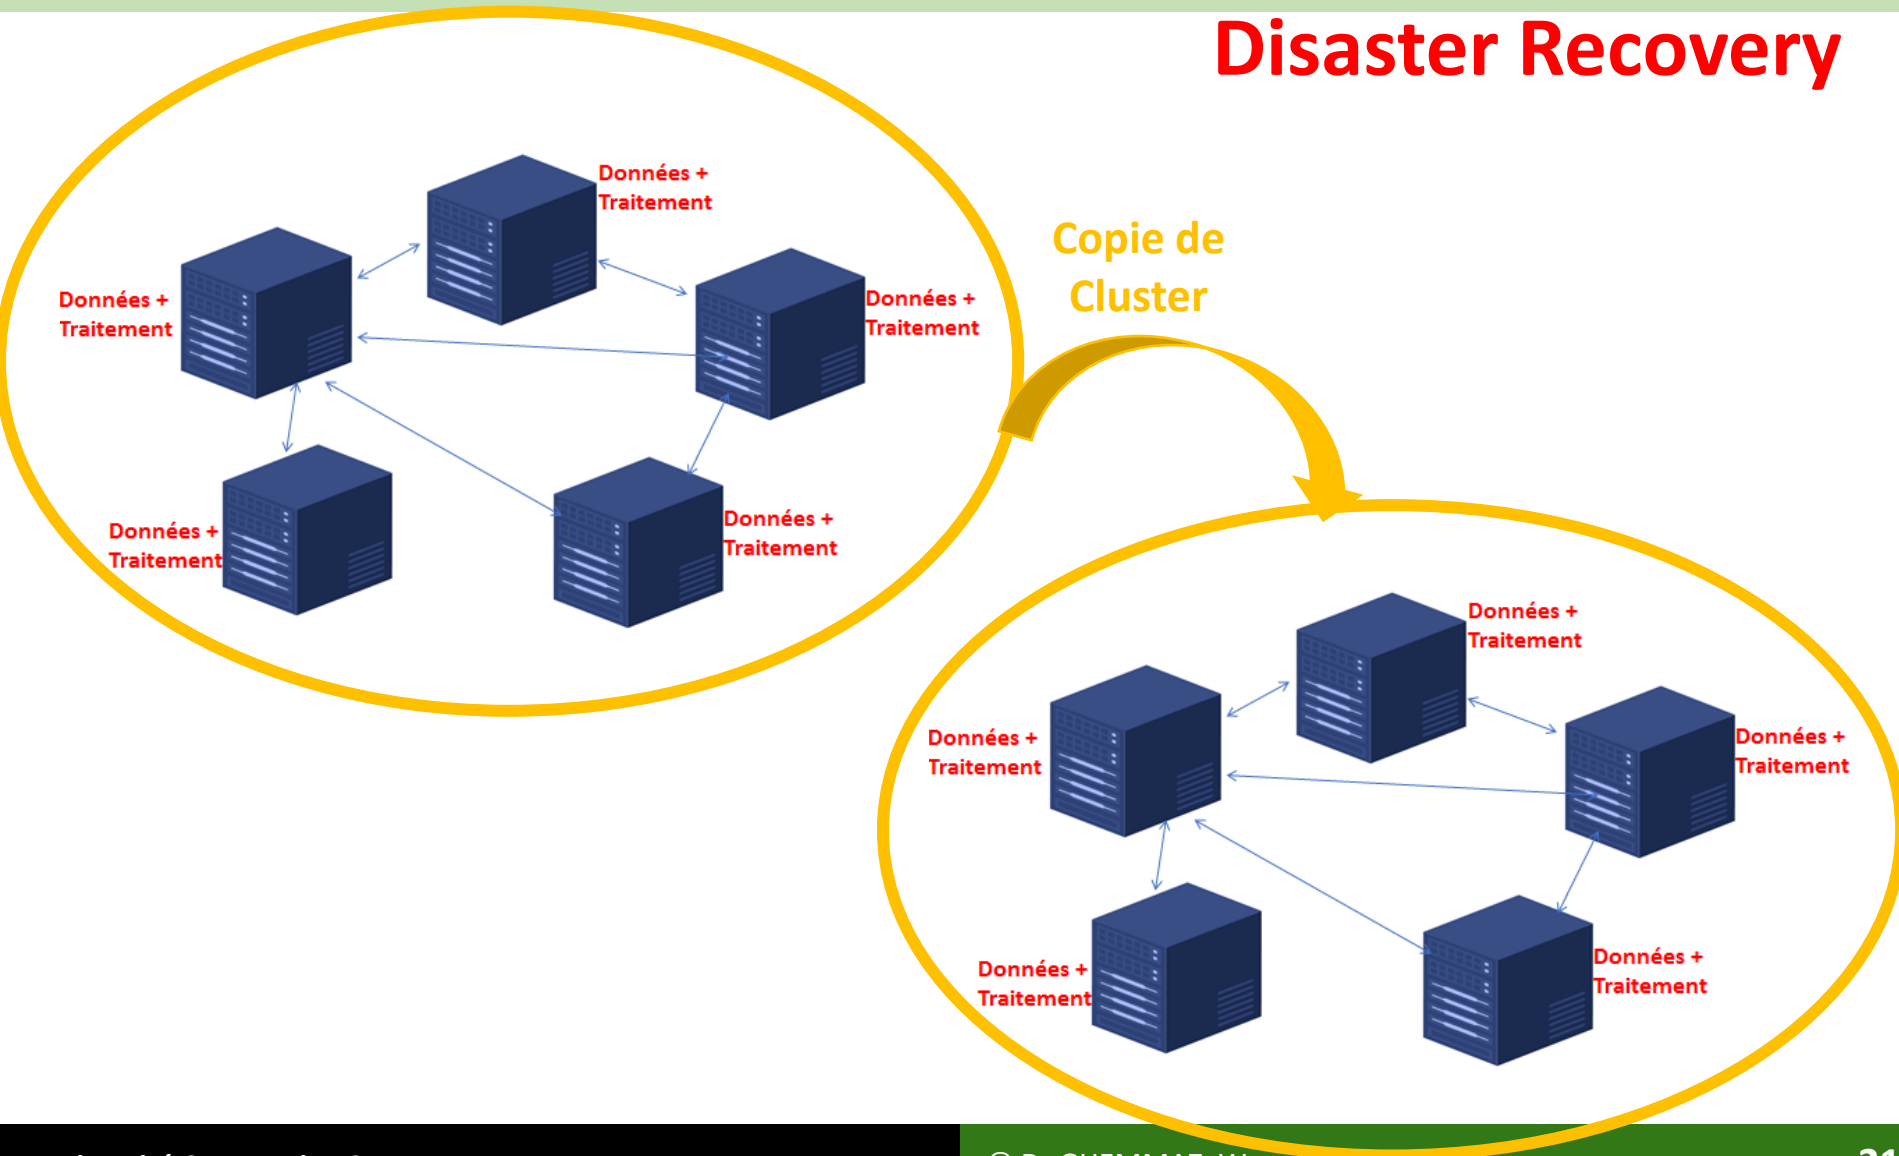 Disaster Recovery
Données +
Traitement
Données +
Traitement
Données +
Traitement
Données +
Traitement
Données +
Traitement
Copie de
Cluster
Données +
Traitement
Données +
Traitement
Données +
Traitement
Données +
Traitement
Données +
Traitement